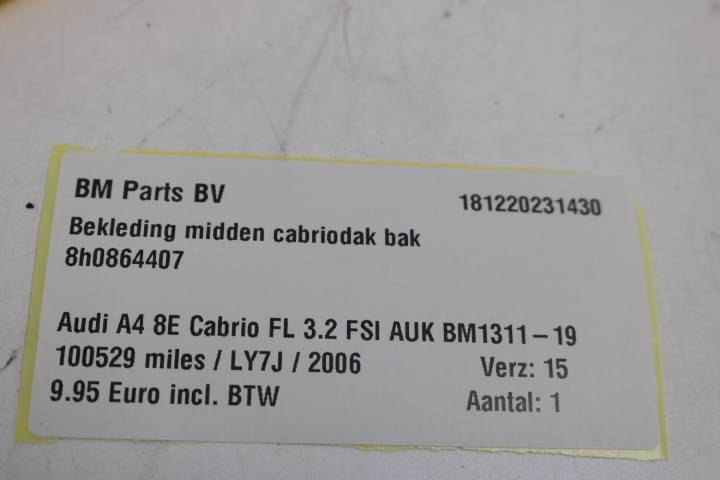 BM Parts BV 181220231430
Bekleding midden cabriodak bak
8h0864407
Audi A4 8E Cabrio FL 3.2 FSI AUK BM1311-19
100529 miles / LY7J / 2006 Verz: 15
9.95 Euro incl. BTW Aantal: 1